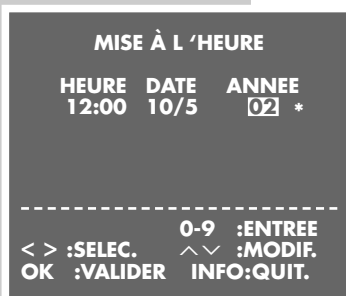 MISE À L 'HEURE
HEURE DATE ANNEE
12:00 10/5 02 *
0-9 :ENTREE
< > :SELEC. ∧∨ :MODIF.
OK :VALIDER INFO:QUIT.